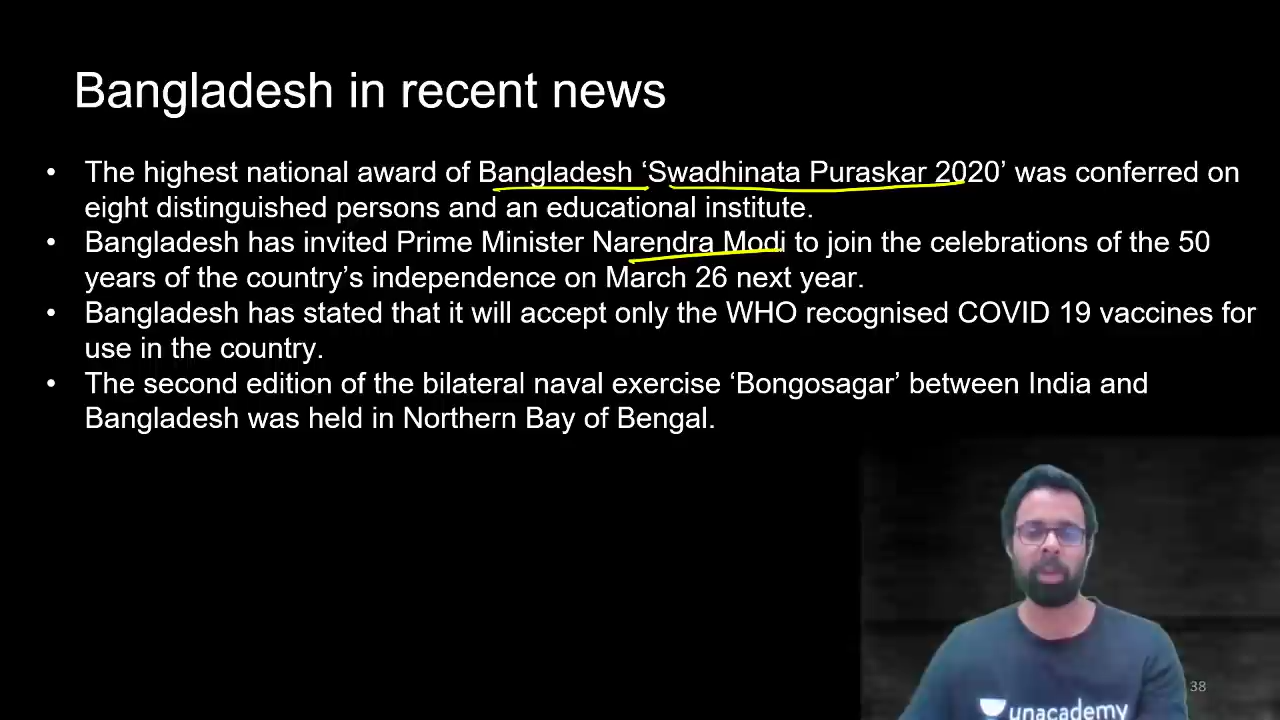 Bangladesh in recent news
• The highest national award of Bangladesh ‘Swadhinata Puraskar 2020’ was conferred on
eight distinguished persons and an educational institute.
• Bangladesh has invited Prime Minister Narendra Modi to join the celebrations of the 50
years of the country’s independence on March 26 next year.
• Bangladesh has stated that it will accept only the WHO recognised COVID 19 vaccines for
use in the country.
• The second edition of the bilateral naval exercise ‘Bongosagar’ between India and
Bangladesh was held in Northern Bay of Bengal.
38
unacademy